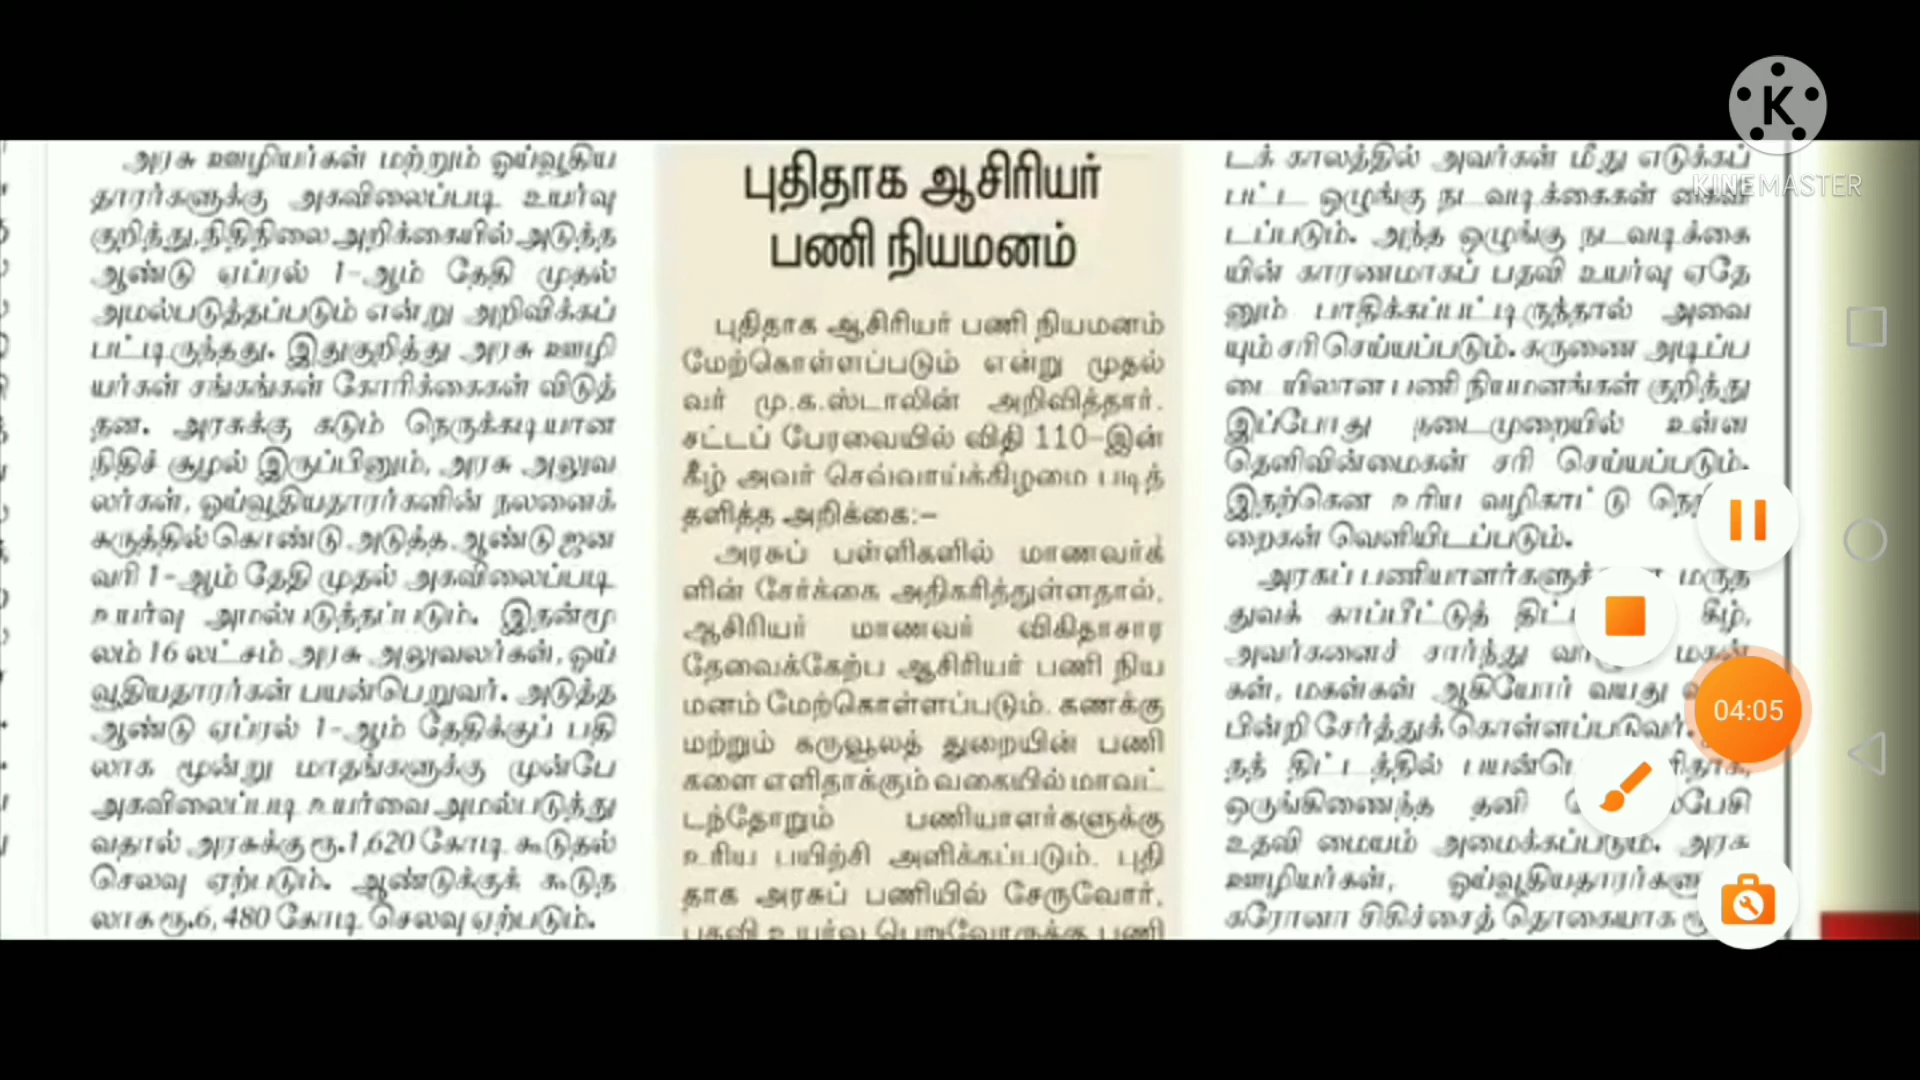 அரசு ஊழியர்கள் மற்றும் ஓய்வூதிய
தாரர்களுக்கு அகவிலைப்படி உயர்வு
குறித்து, நிதிநிலை அறிக்கையில் அடுத்த
ஆண்டு ஏப்ரல் 1-ஆம் தேதி முதல்
அமல்படுத்தப்படும் என்று அறிவிக்கப்
பட்டிருந்தது. இதுகுறித்து அரசு ஊழி
யர்கள் சங்கங்கள் கோரிக்கைகள் விடுத்
தன. அரசுக்கு கடும் நெருக்கடியான
நிதிச் சூழல் இருப்பினும், அரசு அலுவ
லர்கள், ஓய்வூதியதாரர்களின் நலனைக்
கருத்தில் கொண்டு அடுத்த ஆண்டு ஜன
வரி 1-ஆம் தேதி முதல் அகவிலைப்படி
உயர்வு அமல்படுத்தப்படும். இதன்மூ
லம் 16 லட்சம் அரசு அலுவலர்கள், ஓய்
வூதியதாரர்கள் பயன்பெறுவர். அடுத்த
ஆண்டு ஏப்ரல் 1-ஆம் தேதிக்குப் பதி
லாக மூன்று மாதங்களுக்கு முன்பே
அகவிலைப்படி உயர்வை அமல்படுத்து
வதால் அரசுக்கு ரூ.1,620 கோடி கூடுதல்
செலவு ஏற்படும். ஆண்டுக்குக் கூடுத
லாக ரூ.6,480 கோடி செலவு ஏற்படும்.
புதிதாக ஆசிரியர்
பணி நியமனம்
புதிதாக ஆசிரியர் பணி நியமனம்
மேற்கொள்ளப்படும் என்று முதல்
வர் மு.க.ஸ்டாலின் அறிவித்தார்.
சட்டப் பேரவையில் விதி 110-இன்
கீழ் அவர் செவ்வாய்க்கிழமை படித்
தளித்த அறிக்கை:-
அரசுப் பள்ளிகளில் மாணவர்க
ளின் சேர்க்கை அதிகரித்துள்ளதால்,
ஆசிரியர் மாணவர் விகிதாசார
தேவைக்கேற்ப ஆசிரியர் பணி நிய
மனம் மேற்கொள்ளப்படும். கணக்கு
மற்றும் கருவூலத் துறையின் பணி
களை எளிதாக்கும் வகையில் மாவட்
டந்தோறும் பணியாளர்களுக்கு
உரிய பயிற்சி அளிக்கப்படும். புதி
தாக அரசுப் பணியில் சேருவோர்,
பதவி உயர்வு பெறுவோருக்கு பணி
டக் காலத்தில் அவர்கள் மீது எடுக்கப்
பட்ட ஒழுங்கு நடவடிக்கைகள் கைவி
டப்படும். அந்த ஒழுங்கு நடவடிக்கை
யின் காரணமாகப் பதவி உயர்வு ஏதே
னும் பாதிக்கப்பட்டிருந்தால் அவை
யும் சரி செய்யப்படும். கருணை அடிப்ப
டையிலான பணி நியமனங்கள் குறித்து
இப்போது நடைமுறையில் உள்ள
தெளிவின்மைகள் சரி செய்யப்படும்.
இதற்கென உரிய வழிகாட்டு
றைகள் வெளியிடப்படும்.
அரசுப் பணியாளர்களுக் மருத்
துவக் காப்பீட்டுத் கீழ்,
அவர்களைச் சார்ந்து மகன்
கள், மகள்கள் ஆகியோர் வயது
பின்றி சேர்த்துக் கொள்ளப்படுவர்.
தத் திட்டத்தில்
ஒருங்கிணைந்த தனி பேசி
உதவி மையம் அமைக்கப்படும். அரசு
ஊழியர்கள், ஓய்வூதியதாரர்களு
கரோனா சிகிச்சைத் தொகையாக
K
KINEMASTER
04:05